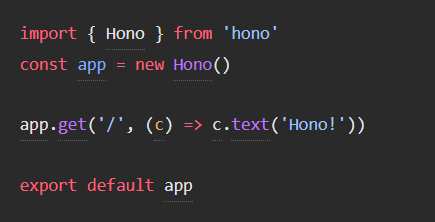 import { Hono } from 'hono'
const app = new Hono()
app.get('/', (c) => c.text('Hono!'))
export default app